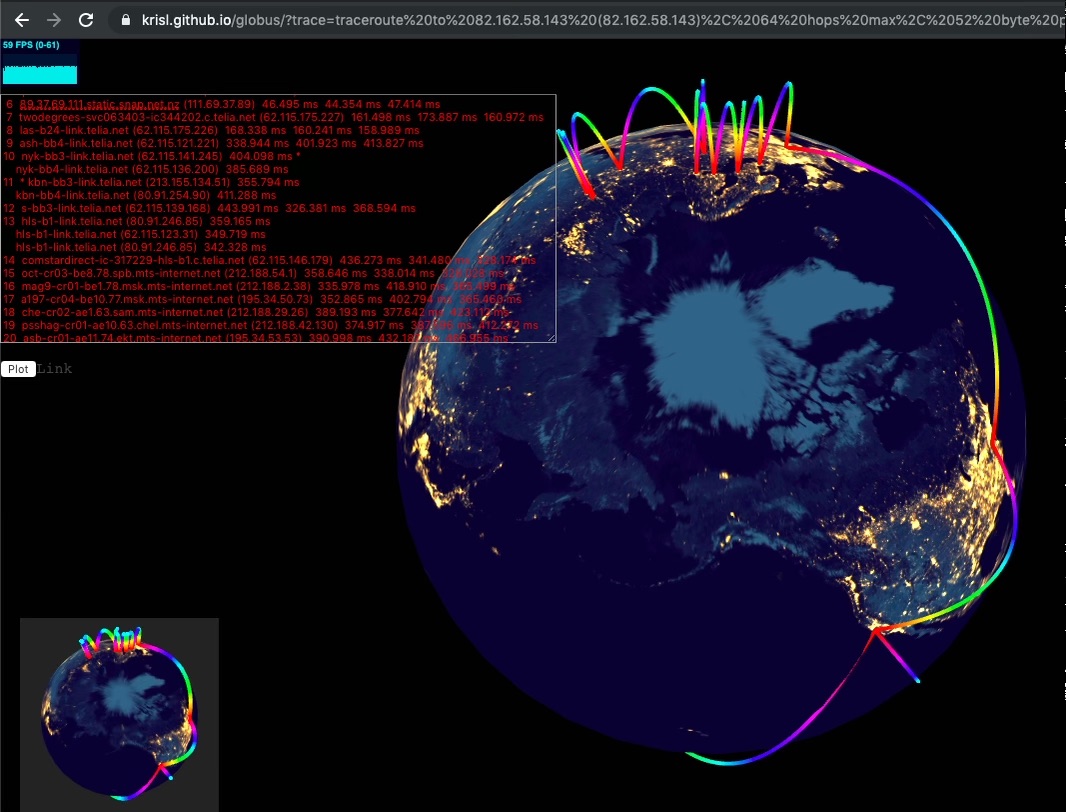 krisl.github.io/globus/?trace=traceroute%20to%2082.162.58.143%20(82.162.58.143)%2C%2064%20hops%20max%2C%2052%20byte%20p
59 FPS (0-61)
6 89.37.69.111.static.snap.net.nz (111.69.37.89) 46.495 ms 44.354 ms 47.414 ms
7 twodegrees-svc063403-ic344202.c.telia.net (62.115.175.227) 161.498 ms 173.887 ms 160.972 ms
8 las-b24-link.telia.net (62.115.175.226) 168.338 ms 160.241 ms 158.989 ms
9 ash-bb4-link.telia.net (62.115.121.221) 338.944 ms 401.923 ms 413.827 ms
10 nyk-bb3-link.telia.net (62.115.141.245) 404.098 ms *
nyk-bb4-link.telia.net (62.115.136.200) 385.689 ms
11 * kbn-bb3-link.telia.net (213.155.134.51) 355.794 ms
kbn-bb4-link.telia.net (80.91.254.90) 411.288 ms
12 s-bb3-link.telia.net (62.115.139.168) 443.991 ms 326.381 ms 368.594 ms
13 hls-b1-link.telia.net (80.91.246.85) 359.165 ms
hls-b1-link.telia.net (62.115.123.31) 349.719 ms
hls-b1-link.telia.net (80.91.246.85) 342.328 ms
14 comstardirect-ic-317229-hls-b1.c.telia.net (62.115.146.179) 436.273 ms 341.480 ms ms
15 oct-cr03-be8.78.spb.mts-internet.net (212.188.54.1) 358.646 ms 338.014 ms ms
16 mag9-cr01-be1.78.msk.mts-internet.net (212.188.2.38) 335.978 ms 418.910 ms ms
17 a197-cr04-be10.77.msk.mts-internet.net (195.34.50.73) 352.865 ms 402.794 ms ms
18 che-cr02-ae1.63.sam.mts-internet.net (212.188.29.26) 389.193 ms 377.642 ms ms
19 psshag-cr01-ae10.63.chel.mts-internet.net (212.188.42.130) 374.917 ms ms ms
20 asb-cr01-ae11.74.ekt.mts-internet.net (195.34.53.53) 390.998 ms ms ms
Plot Link